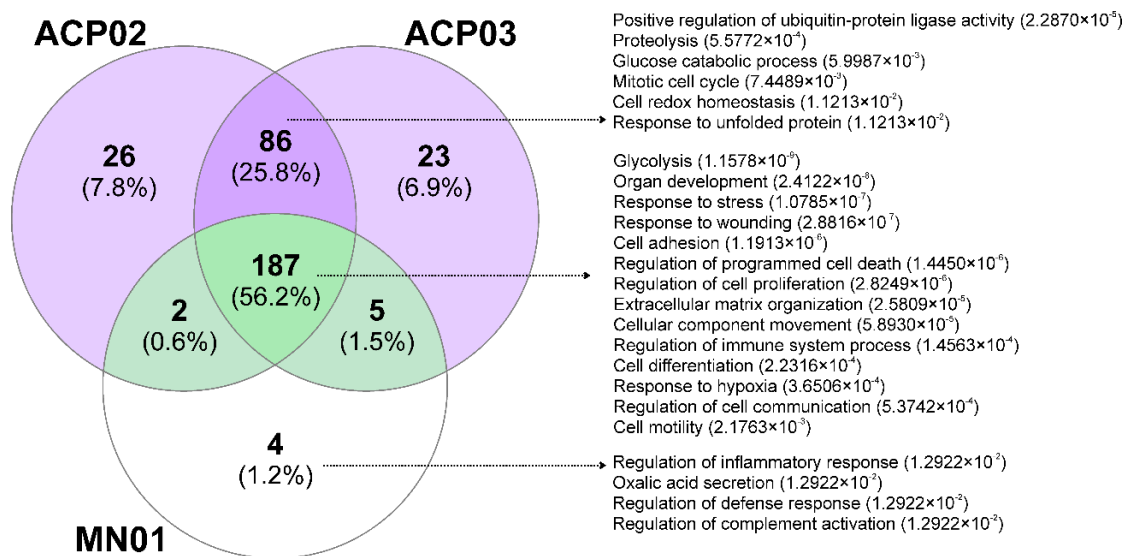 ACP02
ACP03
MN01
26
(7.8%)
86
(25.8%)
23
(6.9%)
187
(56.2%)
2
(0.6%)
5
(1.5%)
4
(1.2%)
Positive regulation of ubiquitin-protein ligase activity (2.2870×10⁻⁵)
Proteolysis (5.5772×10⁻⁴)
Glucose catabolic process (5.9987×10⁻³)
Mitotic cell cycle (7.4489×10⁻³)
Cell redox homeostasis (1.1213×10⁻²)
Response to unfolded protein (1.1213×10⁻²)
Glycolysis (1.1578×10⁻⁹)
Organ development (2.4122×10⁻⁸)
Response to stress (1.0785×10⁻⁷)
Response to wounding (2.8816×10⁻⁷)
Cell adhesion (1.1913×10⁻⁶)
Regulation of programmed cell death (1.4450×10⁻⁶)
Regulation of cell proliferation (2.8249×10⁻⁶)
Extracellular matrix organization (2.5809×10⁻⁵)
Cellular component movement (5.8930×10⁻⁵)
Regulation of immune system process (1.4563×10⁻⁴)
Cell differentiation (2.2316×10⁻⁴)
Response to hypoxia (3.6506×10⁻⁴)
Regulation of cell communication (5.3742×10⁻⁴)
Cell motility (2.1763×10⁻³)
Regulation of inflammatory response (1.2922×10⁻²)
Oxalic acid secretion (1.2922×10⁻²)
Regulation of defense response (1.2922×10⁻²)
Regulation of complement activation (1.2922×10⁻²)